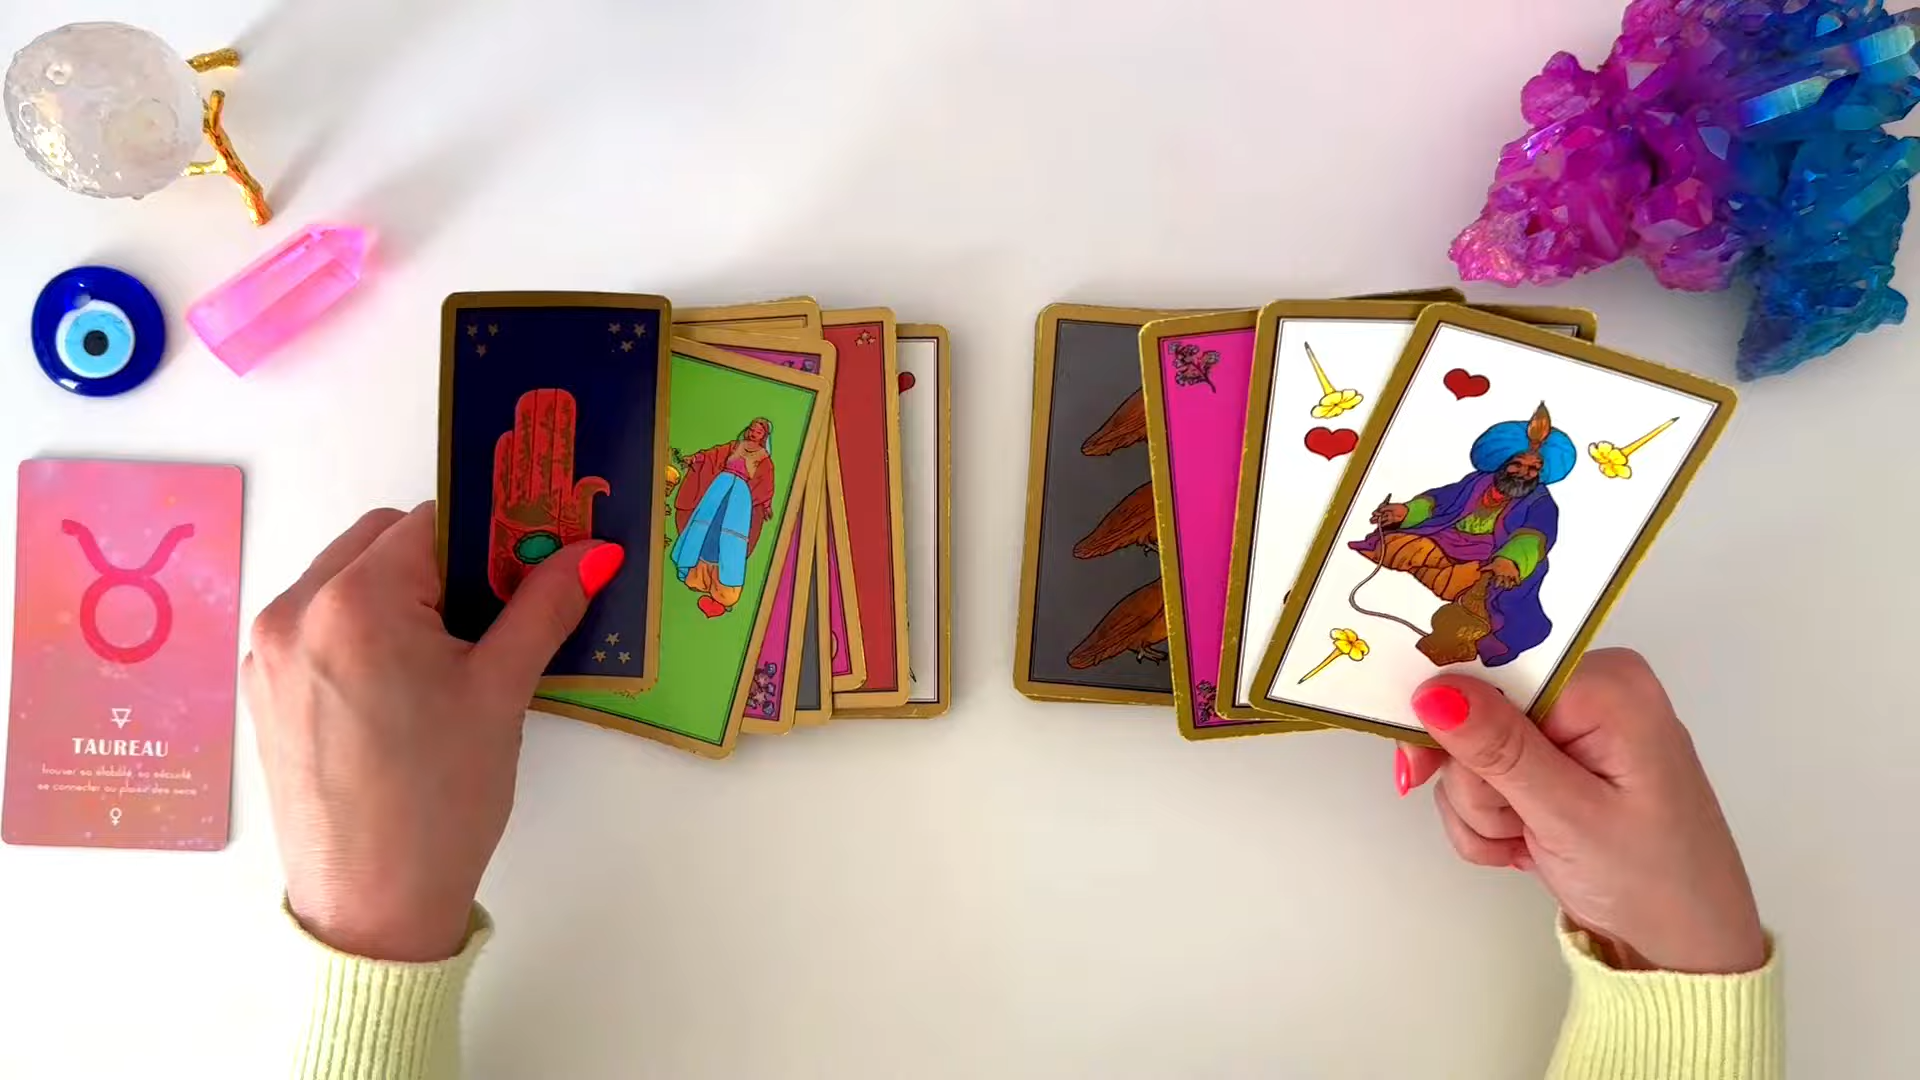 TAUREAU
trouver sa stabilité, sa sécurité
se connecter au plaisir des sens